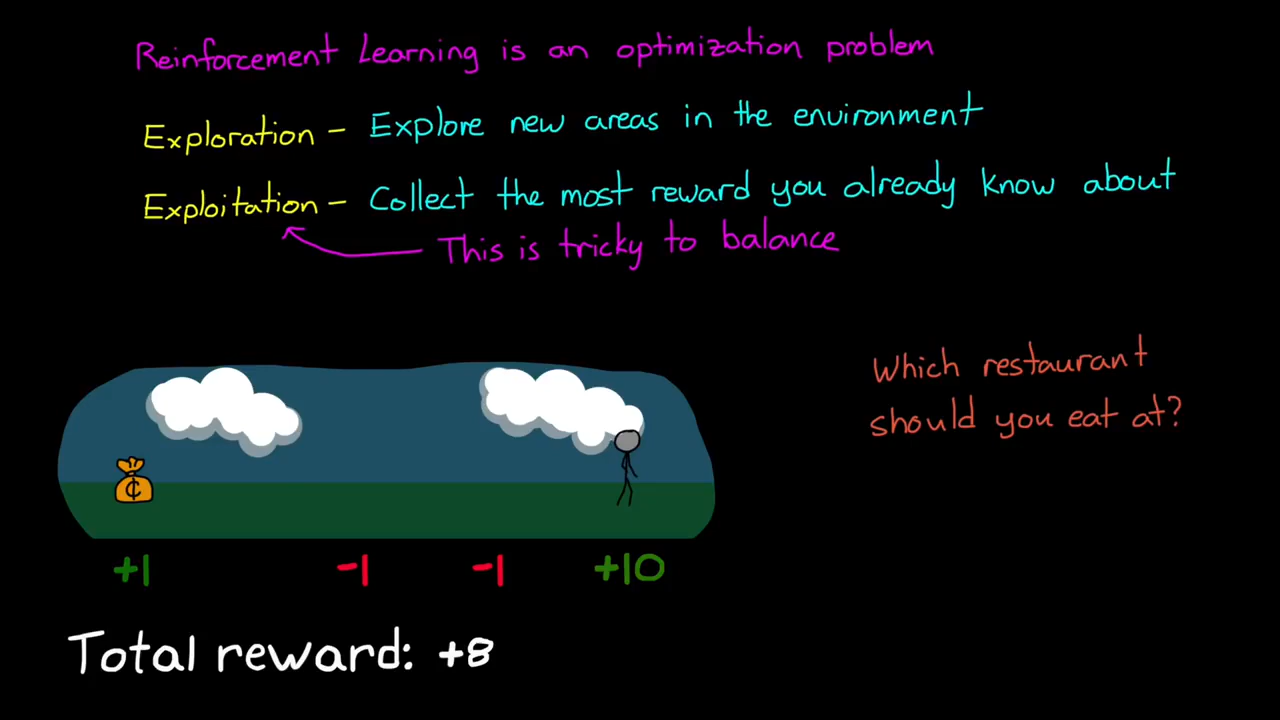 Reinforcement Learning is an optimization problem
Exploration - Explore new areas in the environment
Exploitation - Collect the most reward you already know about
This is tricky to balance
Which restaurant
should you eat at?
¢
+1 -1 -1 +10
Total reward: +8